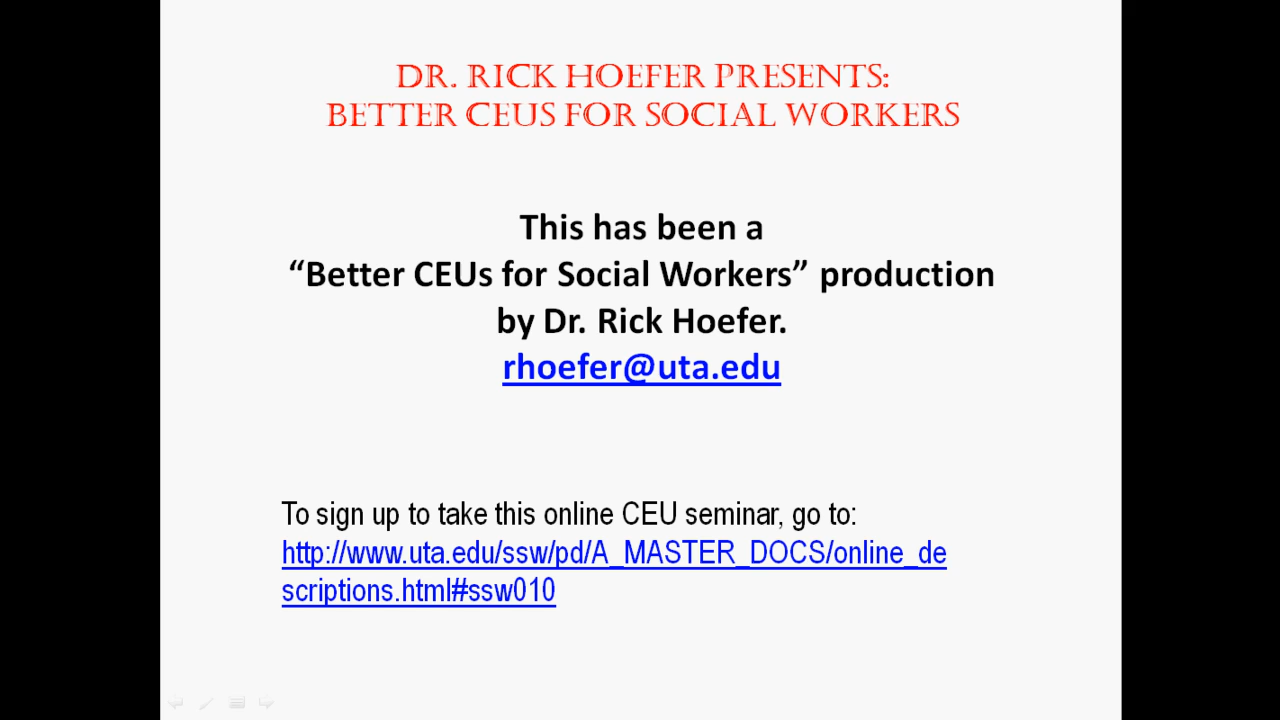 DR. RICK HOEFER PRESENTS:
BETTER CEUS FOR SOCIAL WORKERS
This has been a
“Better CEUs for Social Workers” production
by Dr. Rick Hoefer.
rhoefer@uta.edu
To sign up to take this online CEU seminar, go to:
http://www.uta.edu/ssw/pd/A_MASTER_DOCS/online_de
scriptions.html#ssw010